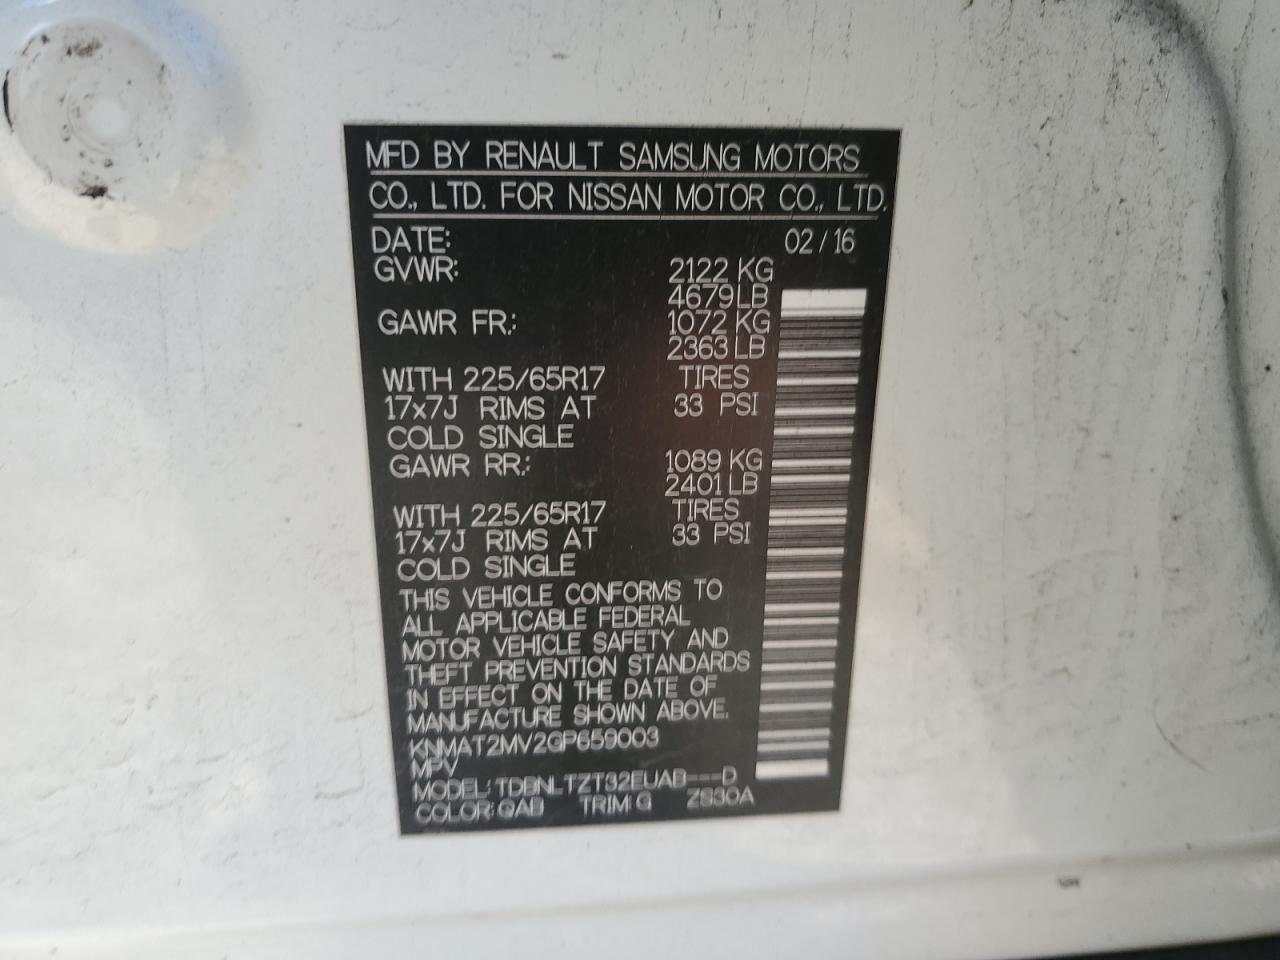 MFD BY RENAULT SAMSUNG MOTORS
CO., LTD. FOR NISSAN MOTOR CO., LTD.
DATE: 02 / 16
GVWR: 2122 KG
4679 LB
GAWR FR.: 1072 KG
2363 LB
WITH 225/65R17 TIRES
17x7J RIMS AT 33 PSI
COLD SINGLE
GAWR RR.: 1089 KG
2401 LB
WITH 225/65R17 TIRES
17x7J RIMS AT 33 PSI
COLD SINGLE
THIS VEHICLE CONFORMS TO
ALL APPLICABLE FEDERAL
MOTOR VEHICLE SAFETY AND
THEFT PREVENTION STANDARDS
IN EFFECT ON THE DATE OF
MANUFACTURE SHOWN ABOVE.
KNMAT2MV2GP659003
MPV
MODEL: TDBNLTZT32EUAB---D
COLOR: QAB TRIM: G ZS30A